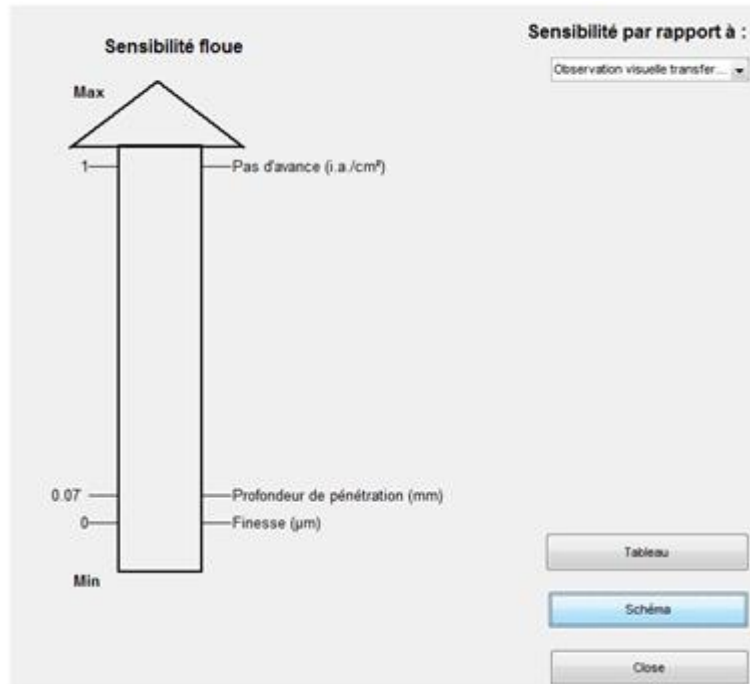 Sensibilité floue
Sensibilité par rapport à :
Observation visuelle transfer...
Max
1
Pas d'avance (i.a./cm²)
0.07
Profondeur de pénétration (mm)
0
Finesse (µm)
Min
Tableau
Schéma
Close